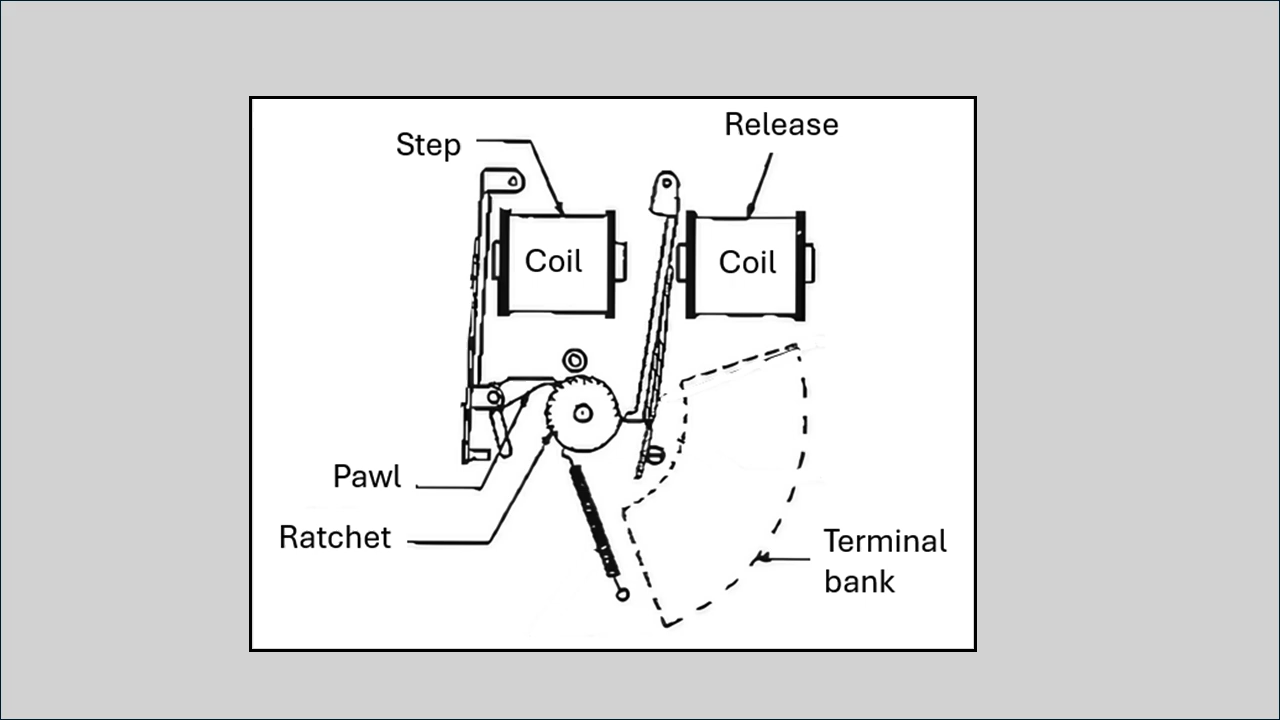 Release
Step
Coil
Coil
Pawl
Ratchet
Terminal
bank